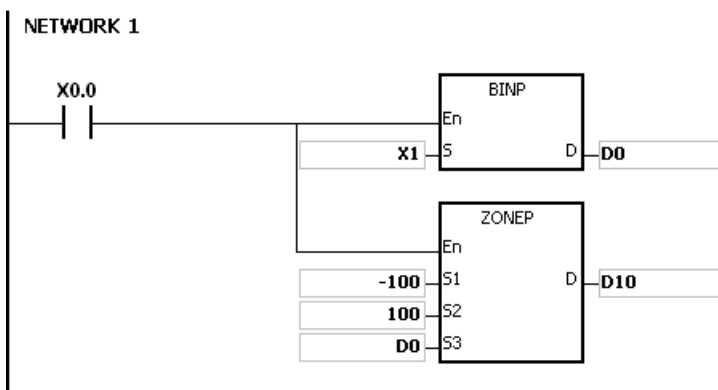 NETWORK 1
X0.0
BINP
En
X1 S D D0
ZONEP
En
-100 S1 D D10
100 S2
D0 S3